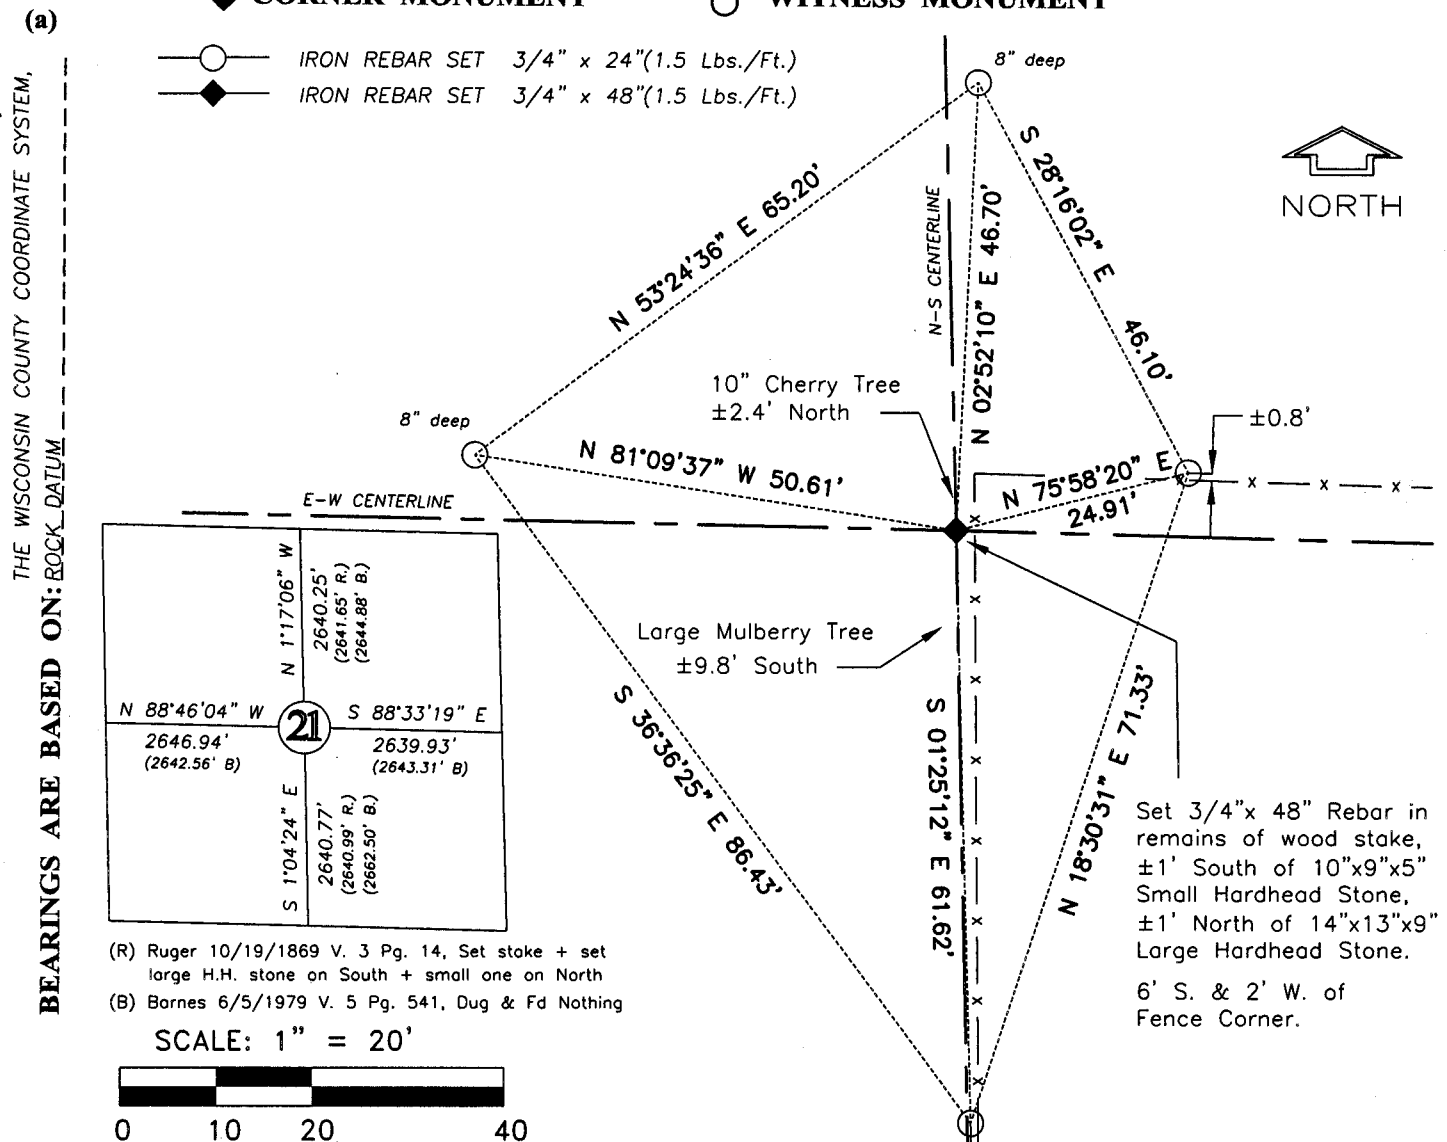 (a)
CORNER MONUMENT
WITNESS MONUMENT
IRON REBAR SET 3/4" x 24"(1.5 Lbs./Ft.)
IRON REBAR SET 3/4" x 48"(1.5 Lbs./Ft.)
8" deep
NORTH
THE WISCONSIN COUNTY COORDINATE SYSTEM,
BEARINGS ARE BASED ON: ROCK DATUM
N 53°24'36" E 65.20'
S 28°16'02" E 46.10'
N-S CENTERLINE
N 02°52'10" E 46.70'
10" Cherry Tree
±2.4' North
8" deep
N 81°09'37" W 50.61'
±0.8'
N 75°58'20" E
24.91'
E-W CENTERLINE
x x x
x
x
x
x
x
x
x
x
x
Large Mulberry Tree
±9.8' South
S 36°36'25" E 86.43'
S 01°25'12" E 61.62'
N 18°30'31" E 71.33'
Set 3/4"x 48" Rebar in
remains of wood stake,
±1' South of 10"x9"x5"
Small Hardhead Stone,
±1' North of 14"x13"x9"
Large Hardhead Stone.
6' S. & 2' W. of
Fence Corner.
N 1°17'06" W
2640.25'
(2641.65' R.)
(2644.88' B.)
N 88°46'04" W
2646.94'
(2642.56' B)
21
S 88°33'19" E
2639.93'
(2643.31' B)
S 1°04'24" E
2640.77'
(2640.99' R.)
(2662.50' B.)
(R) Ruger 10/19/1869 V. 3 Pg. 14, Set stake + set
large H.H. stone on South + small one on North
(B) Barnes 6/5/1979 V. 5 Pg. 541, Dug & Fd Nothing
SCALE: 1" = 20'
0 10 20 40